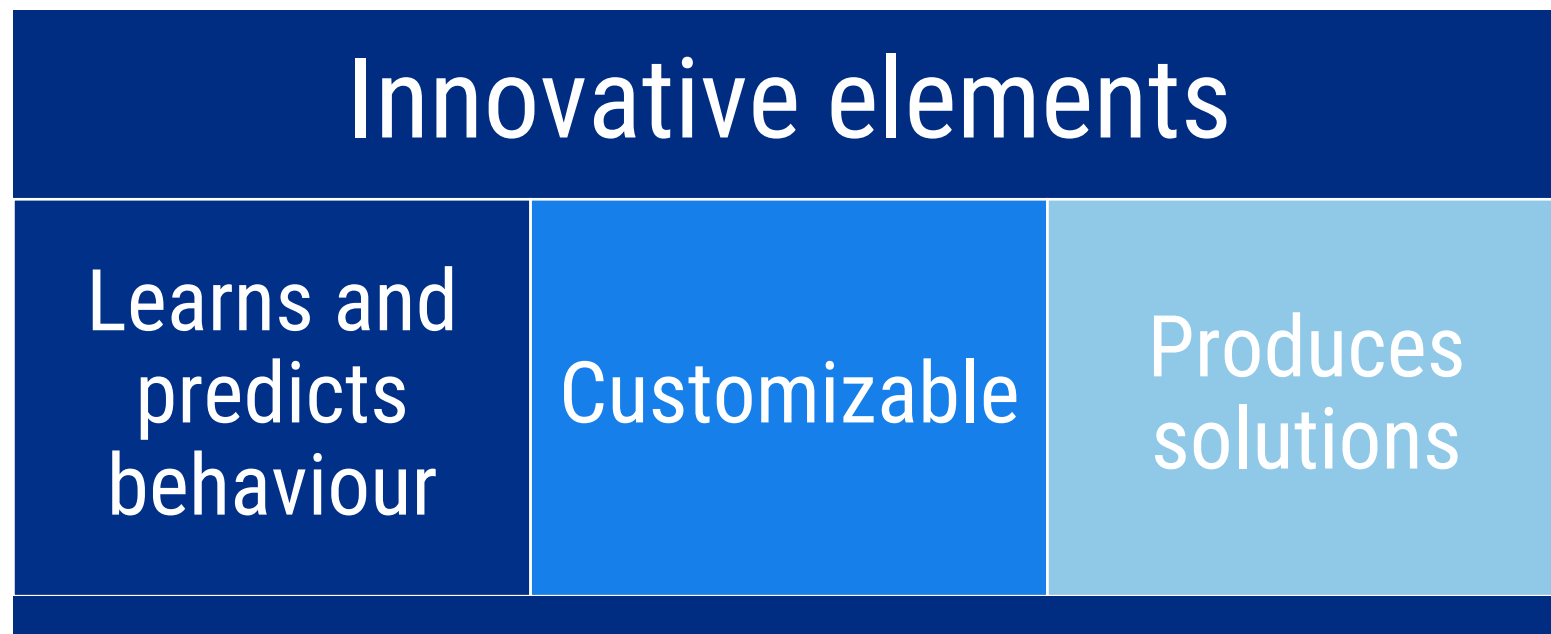 Innovative elements
Learns and
predicts
behaviour
Customizable
Produces
solutions